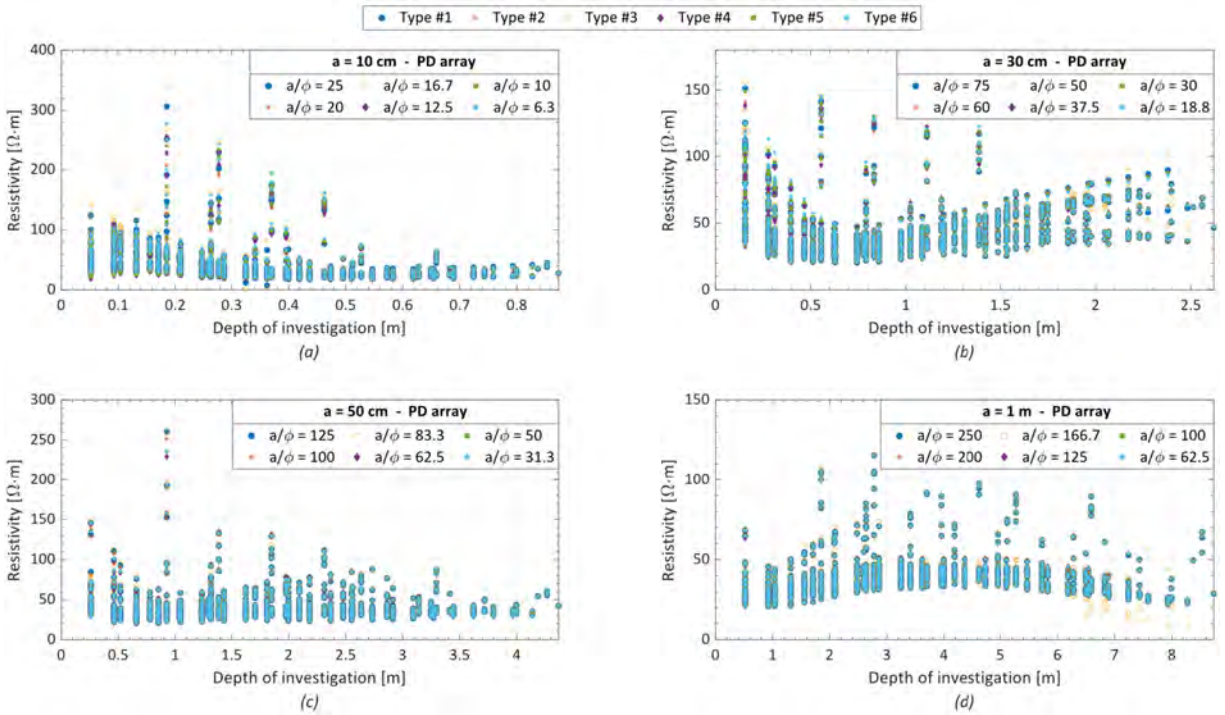 Type #1 Type #2 Type #3 Type #4 Type #5 Type #6
a = 10 cm - PD array
a/ϕ = 25 a/ϕ = 16.7 a/ϕ = 10
a/ϕ = 20 a/ϕ = 12.5 a/ϕ = 6.3
Resistivity [Ω·m]
400
300
200
100
0
0 0.1 0.2 0.3 0.4 0.5 0.6 0.7 0.8
Depth of investigation [m]
(a)
a = 30 cm - PD array
a/ϕ = 75 a/ϕ = 50 a/ϕ = 30
a/ϕ = 60 a/ϕ = 37.5 a/ϕ = 18.8
Resistivity [Ω·m]
150
100
50
0
0 0.5 1 1.5 2 2.5
Depth of investigation [m]
(b)
a = 50 cm - PD array
a/ϕ = 125 a/ϕ = 83.3 a/ϕ = 50
a/ϕ = 100 a/ϕ = 62.5 a/ϕ = 31.3
Resistivity [Ω·m]
300
250
200
150
100
50
0
0 0.5 1 1.5 2 2.5 3 3.5 4
Depth of investigation [m]
(c)
a = 1 m - PD array
a/ϕ = 250 a/ϕ = 166.7 a/ϕ = 100
a/ϕ = 200 a/ϕ = 125 a/ϕ = 62.5
Resistivity [Ω·m]
150
100
50
0
0 1 2 3 4 5 6 7 8
Depth of investigation [m]
(d)